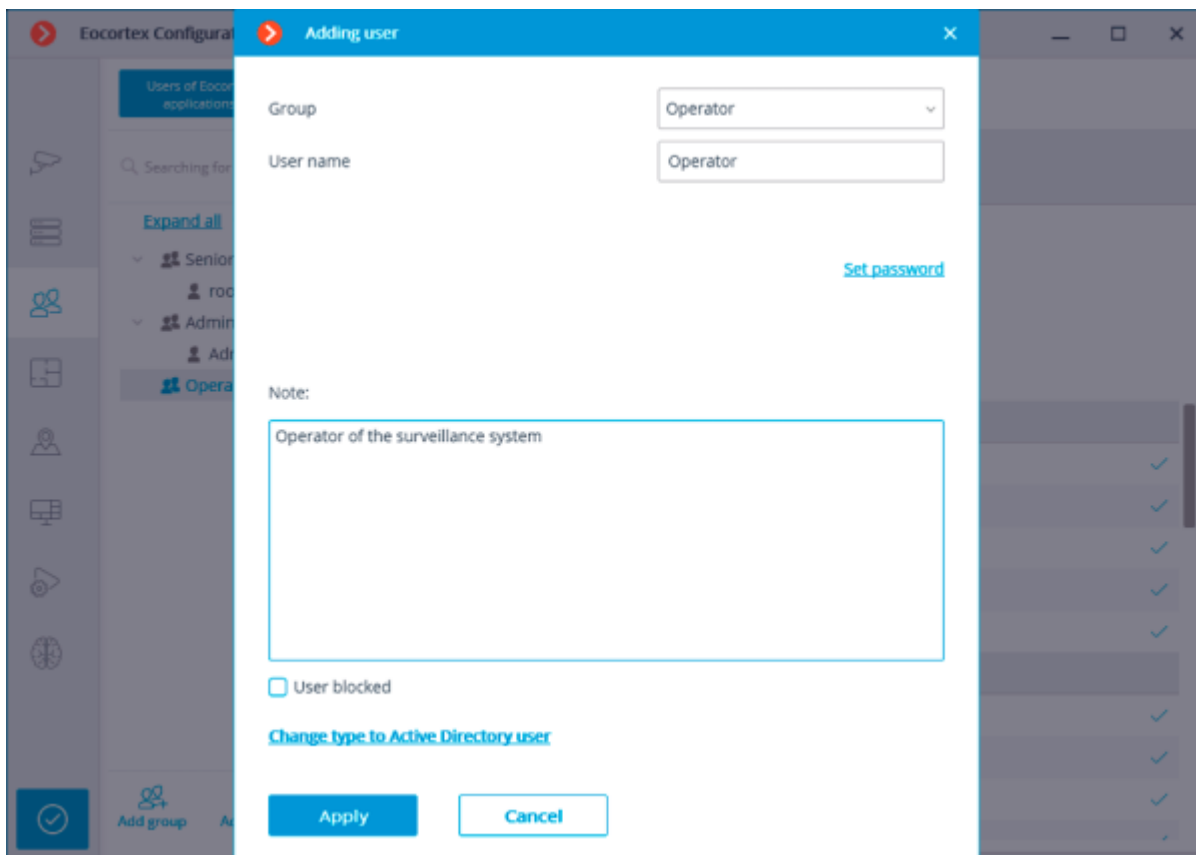 Eocortex Configurat
Adding user
Users of Eocor
applications
Searching for
Expand all
Senior
roo
Admin
Adr
Opera
Add group
Group
Operator
User name
Operator
Set password
Note:
Operator of the surveillance system
User blocked
Change type to Active Directory user
Apply
Cancel